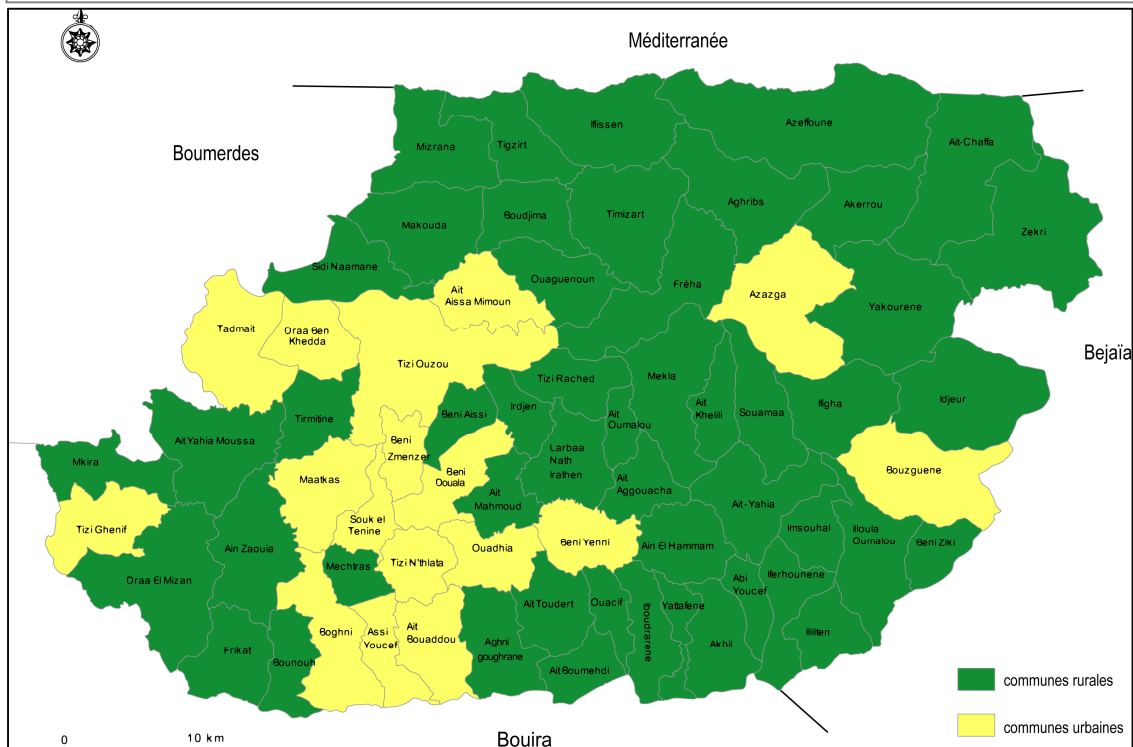 Méditerranée
Boumerdes
Iflissen
Azeffoune
Mizrana
Tigzirt
Ait-Chaffa
Makouda
Boudjima
Timizart
Aghribs
Akerrou
Zekri
Sidi Naamane
Ouaguenoun
Fréha
Ait
Aissa Mimoun
Azazga
Yakourene
Tadmait
Draa Ben
Khedda
Tizi Ouzou
Bejaïa
Tizi Rached
Mekla
Ait
Khelili
Souamaa
Ifigha
Idjeur
Tirmitine
Beni Aissi
Irdjen
Ait
Oumalou
Ait Yahia Moussa
Beni
Zmenzer
Larbaa
Nath
Irathen
Mkira
Maatkas
Beni
Douala
Ait
Mahmoud
Ait
Aggouacha
Bouzguene
Ait-Yahia
Tizi Ghenif
Souk el
Tenine
Imsouhal
Illoula
Oumalou
Ain Zaouia
Ouadhia
Beni Yenni
Ain El Hammam
Beni Ziki
Draa El Mizan
Mechtras
Tizi N'thlata
Abi
Youcef
Iferhounene
Ait Toudert
Ouacif
iboudrarene
Yattafene
Boghni
Assi
Youcef
Ait
Bouaddou
Illilten
Frikat
Bounouh
Aghni
goughrane
Akhil
Ait Boumehdi
communes rurales
communes urbaines
0 10 km
Bouira